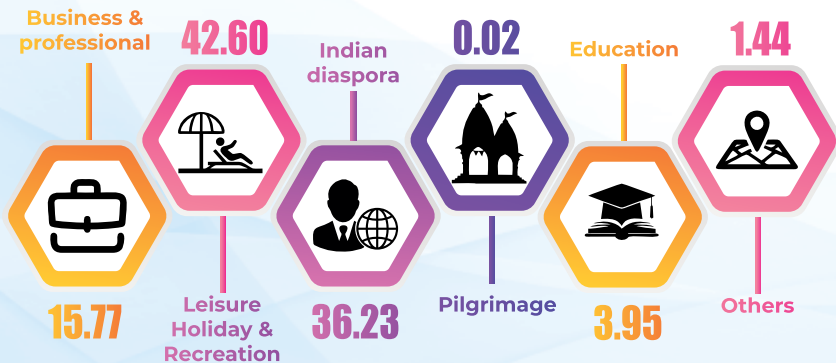 Business &
professional
15.77
42.60
Leisure
Holiday &
Recreation
Indian
diaspora
36.23
0.02
Pilgrimage
Education
3.95
1.44
Others